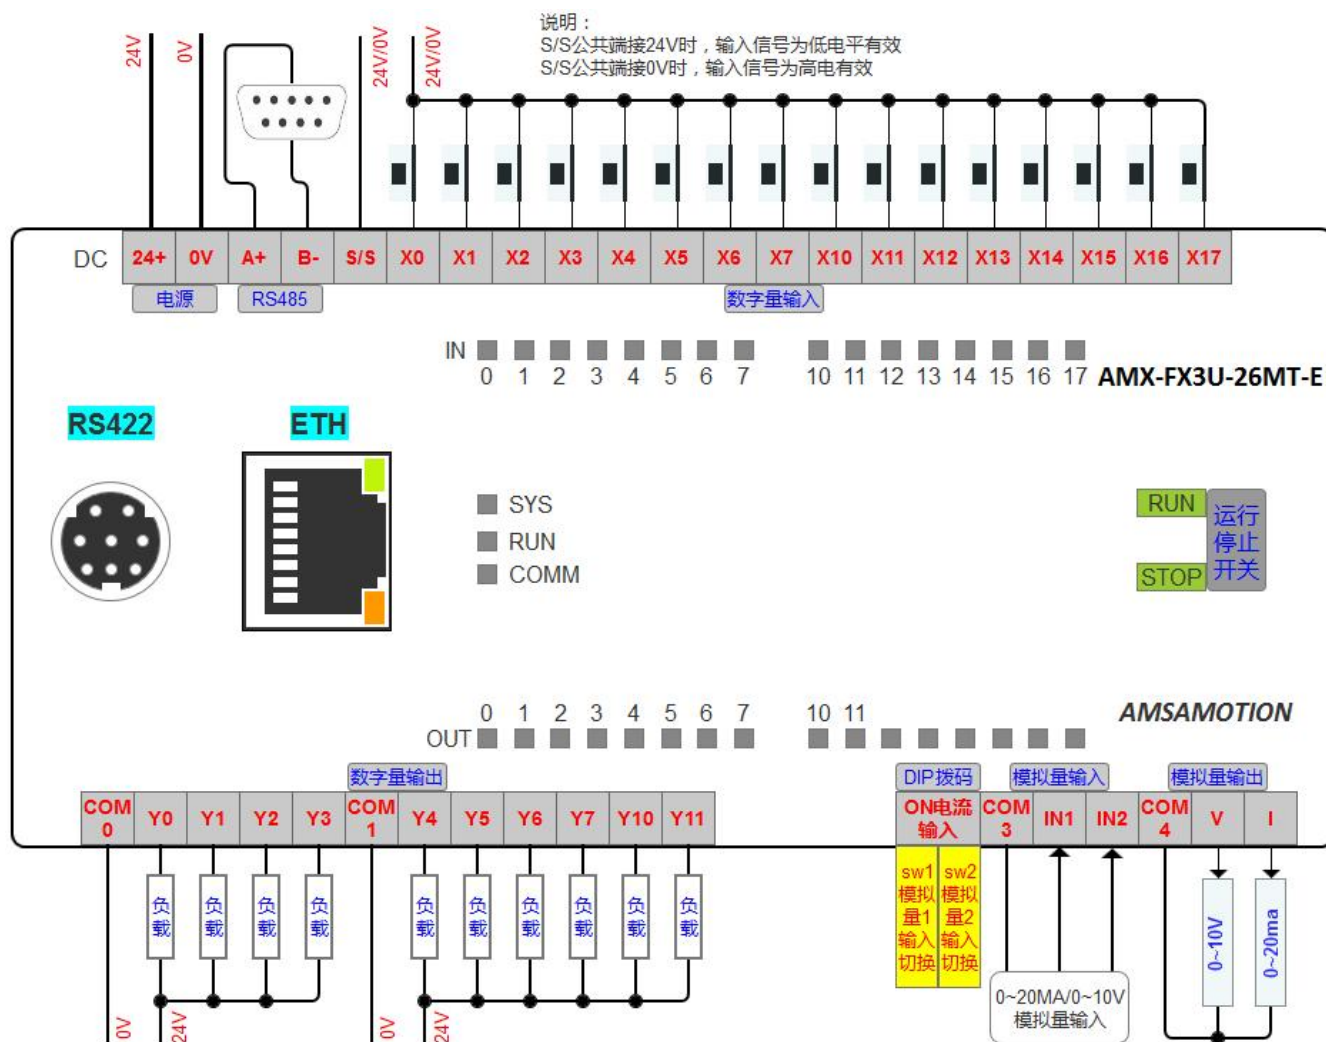 说明：
S/S公共端接24V时，输入信号为低电平有效
S/S公共端接0V时，输入信号为高电有效
24V
0V
24V/0V
24V/0V
DC 24+ 0V A+ B- S/S X0 X1 X2 X3 X4 X5 X6 X7 X10 X11 X12 X13 X14 X15 X16 X17
电源 RS485 数字量输入
IN
0 1 2 3 4 5 6 7 10 11 12 13 14 15 16 17
AMX-FX3U-26MT-E
RS422 ETH
SYS
RUN
COMM
RUN
STOP
运行
停止
开关
0 1 2 3 4 5 6 7 10 11
OUT
AMSAMOTION
数字量输出 DIP拨码 模拟量输入 模拟量输出
COM
0
Y0 Y1 Y2 Y3
COM
1
Y4 Y5 Y6 Y7 Y10 Y11
ON电流
输入
COM
3
IN1 IN2
COM
4
V I
负载
负载
负载
负载
负载
负载
负载
负载
负载
负载
sw1
模拟
量1
输入
切换
sw2
模拟
量2
输入
切换
0~10V
0~20ma
0~20MA/0~10V
模拟量输入
0V
24V
0V
24V